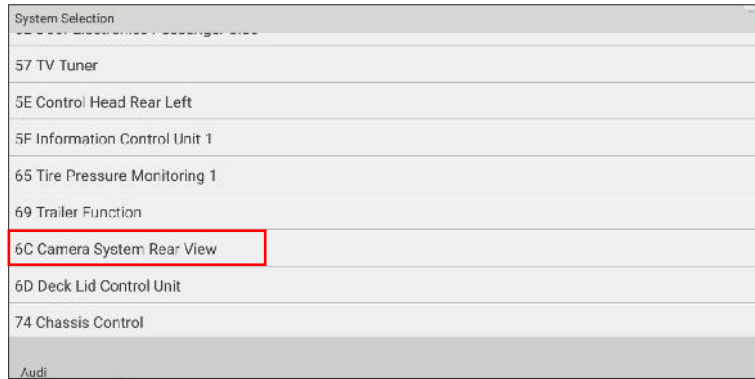 System Selection
57 TV Tuner
5E Control Head Rear Left
5F Information Control Unit 1
65 Tire Pressure Monitoring 1
69 Trailer Function
6C Camera System Rear View
6D Deck Lid Control Unit
74 Chassis Control
Audi